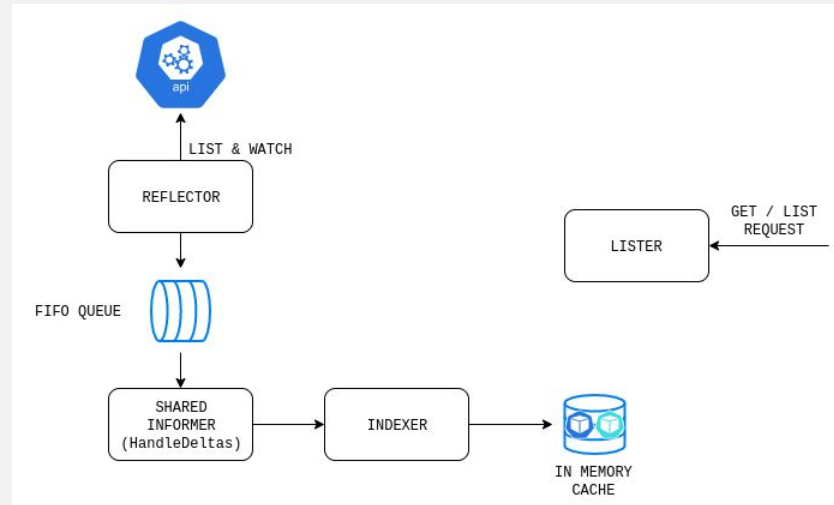 api
LIST & WATCH
REFLECTOR
GET / LIST
REQUEST
LISTER
FIFO QUEUE
SHARED
INFORMER
(HandleDeltas)
INDEXER
IN MEMORY
CACHE